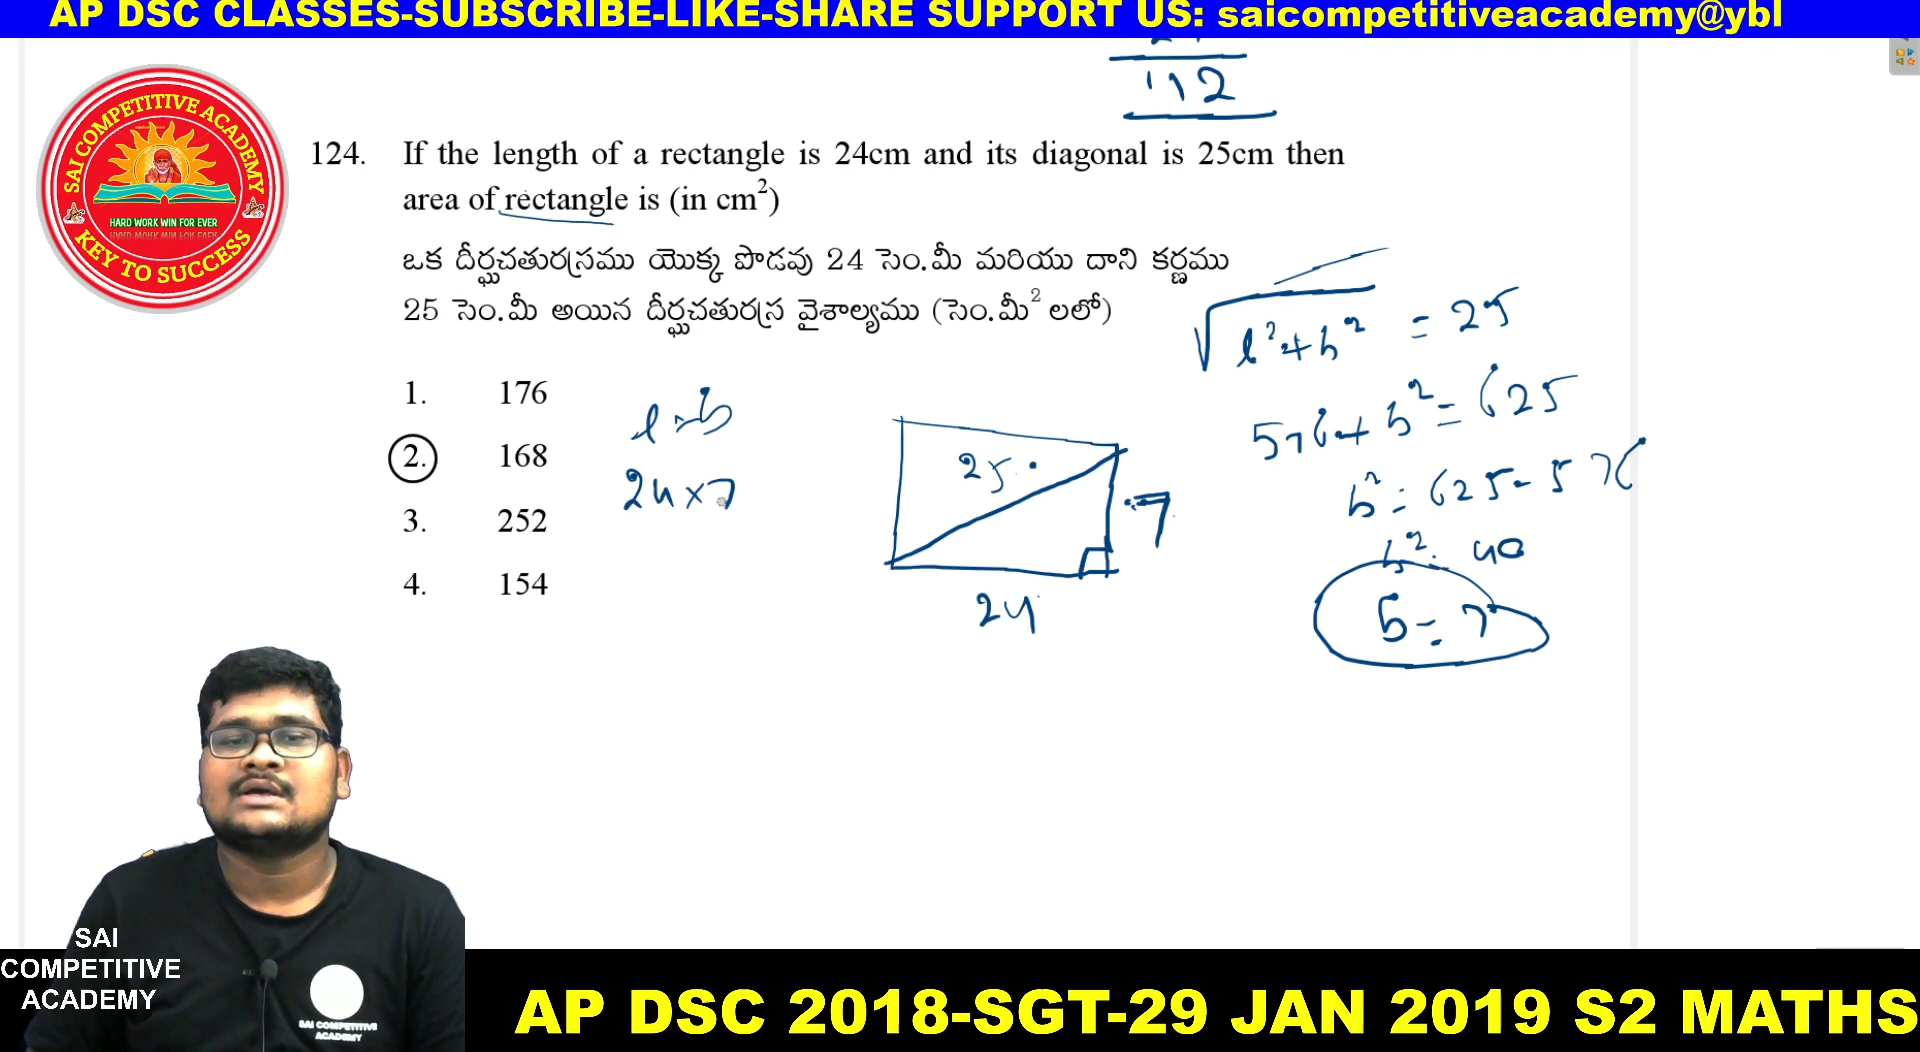 AP DSC CLASSES-SUBSCRIBE-LIKE-SHARE SUPPORT US: saicompetitiveacademy@ybl
112
SAI COMPETITIVE ACADEMY
HARD WORK WIN FOR EVER
KEY TO SUCCESS
124. If the length of a rectangle is 24cm and its diagonal is 25cm then
area of rectangle is (in cm²)
ఒక దీర్ఘచతురస్రము యొక్క పొడవు 24 సెం.మీ మరియు దాని కర్ణము
25 సెం.మీ అయిన దీర్ఘచతురస్ర వైశాల్యము (సెం.మీ² లలో)
1. 176
2. 168
3. 252
4. 154
l×b
24×7
25
7
24
√l²+b² = 25
576+b²=625
b²=625-576
b²= 49
b=7
SAI
COMPETITIVE
ACADEMY
SAI COMPETITIVE
ACADEMY
AP DSC 2018-SGT-29 JAN 2019 S2 MATHS